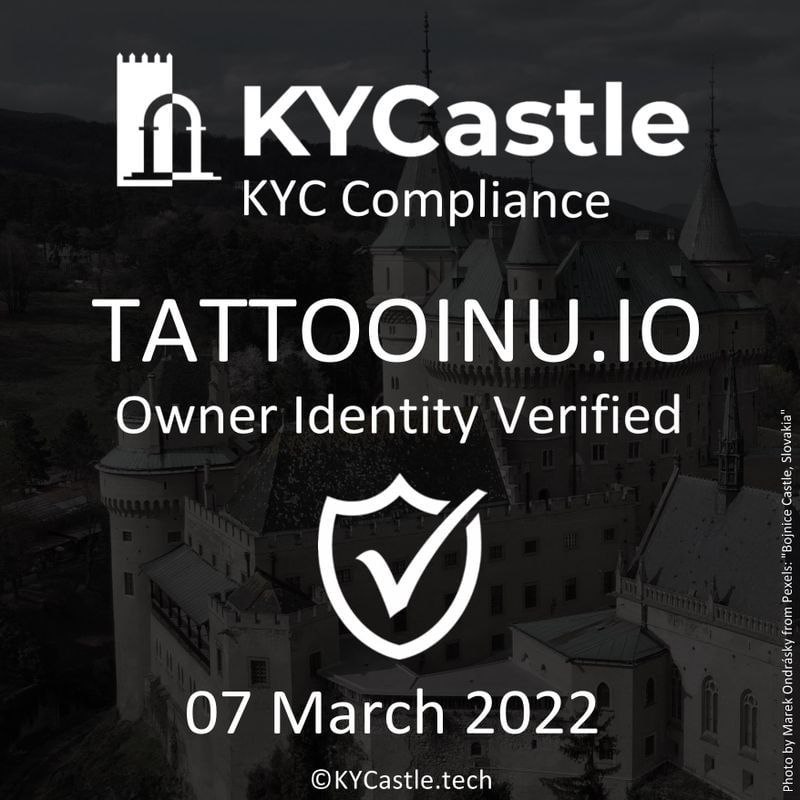 KYCastle
KYC Compliance
TATTOOINU.IO
Owner Identity Verified
07 March 2022
©KYCastle.tech
Photo by Marek Ondrásky from Pexels: "Bojnice Castle, Slovakia"